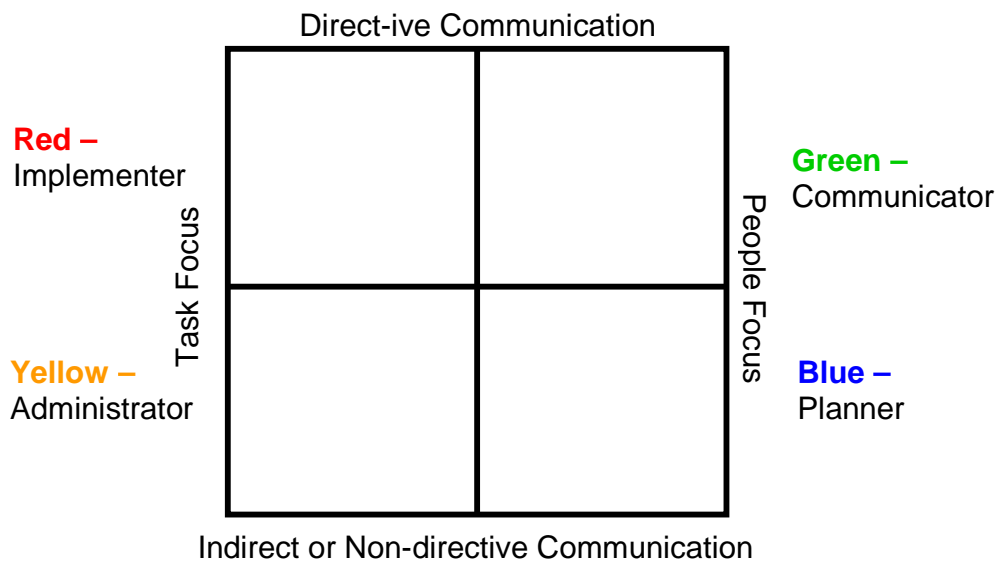 Direct-ive Communication
Red –
Implementer
Green –
Communicator
Task Focus
People Focus
Yellow –
Administrator
Blue –
Planner
Indirect or Non-directive Communication